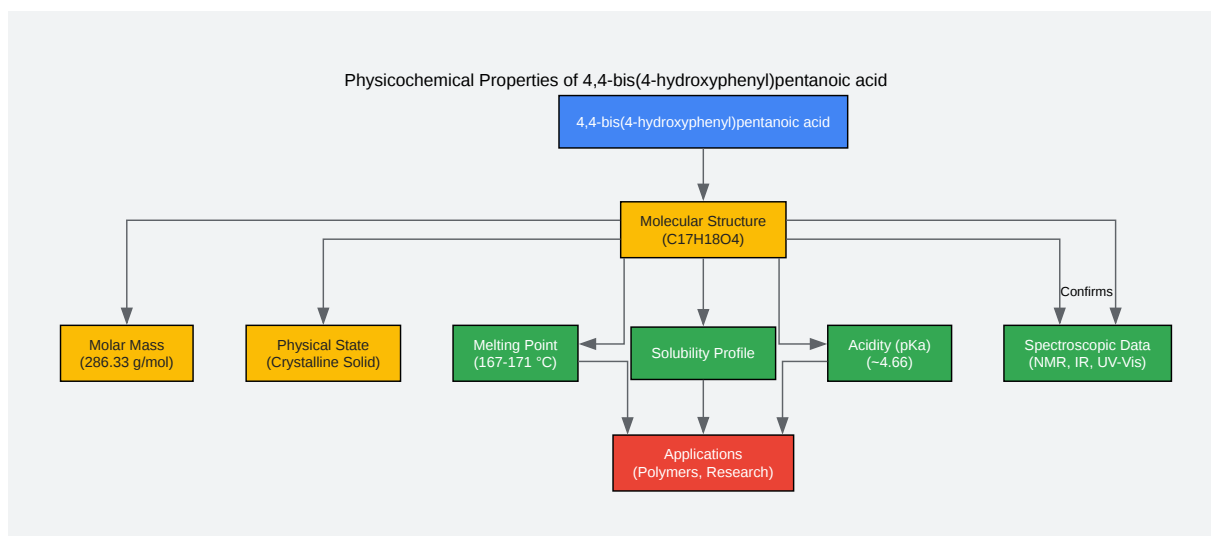 Physicochemical Properties of 4,4-bis(4-hydroxyphenyl)pentanoic acid
4,4-bis(4-hydroxyphenyl)pentanoic acid
Molecular Structure
(C17H18O4)
Confirms
Molar Mass
(286.33 g/mol)
Physical State
(Crystalline Solid)
Melting Point
(167-171 °C)
Solubility Profile
Acidity (pKa)
(~4.66)
Spectroscopic Data
(NMR, IR, UV-Vis)
Applications
(Polymers, Research)